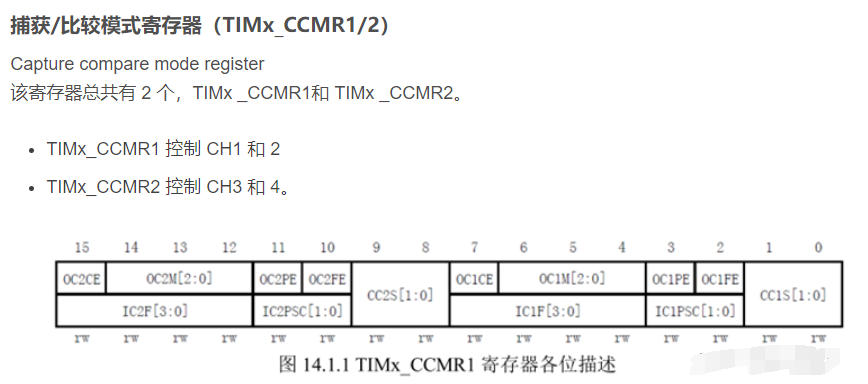 捕获/比较模式寄存器（TIMx_CCMR1/2）
Capture compare mode register
该寄存器总共有 2 个，TIMx _CCMR1和 TIMx _CCMR2。
• TIMx_CCMR1 控制 CH1 和 2
• TIMx_CCMR2 控制 CH3 和 4。
15 14 13 12 11 10 9 8 7 6 5 4 3 2 1 0
OC2CE OC2M[2:0] OC2PE OC2FE CC2S[1:0] OC1CE OC1M[2:0] OC1PE OC1FE CC1S[1:0]
IC2F[3:0] IC2PSC[1:0] IC1F[3:0] IC1PSC[1:0]
rw rw rw rw rw rw rw rw rw rw rw rw rw rw rw rw
图 14.1.1 TIMx_CCMR1 寄存器各位描述